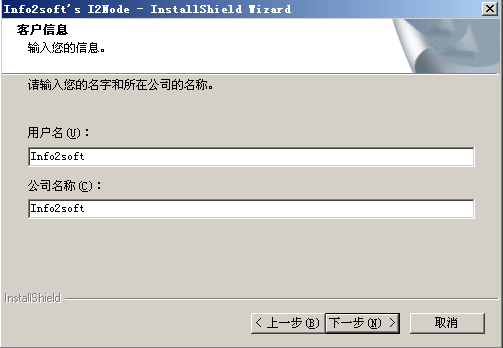 Info2soft's I2Node - InstallShield Wizard
客户信息
输入您的信息。
请输入您的名字和所在公司的名称。
用户名(U)：
Info2soft
公司名称(C)：
Info2soft
InstallShield
< 上一步(B) 下一步(N) > 取消